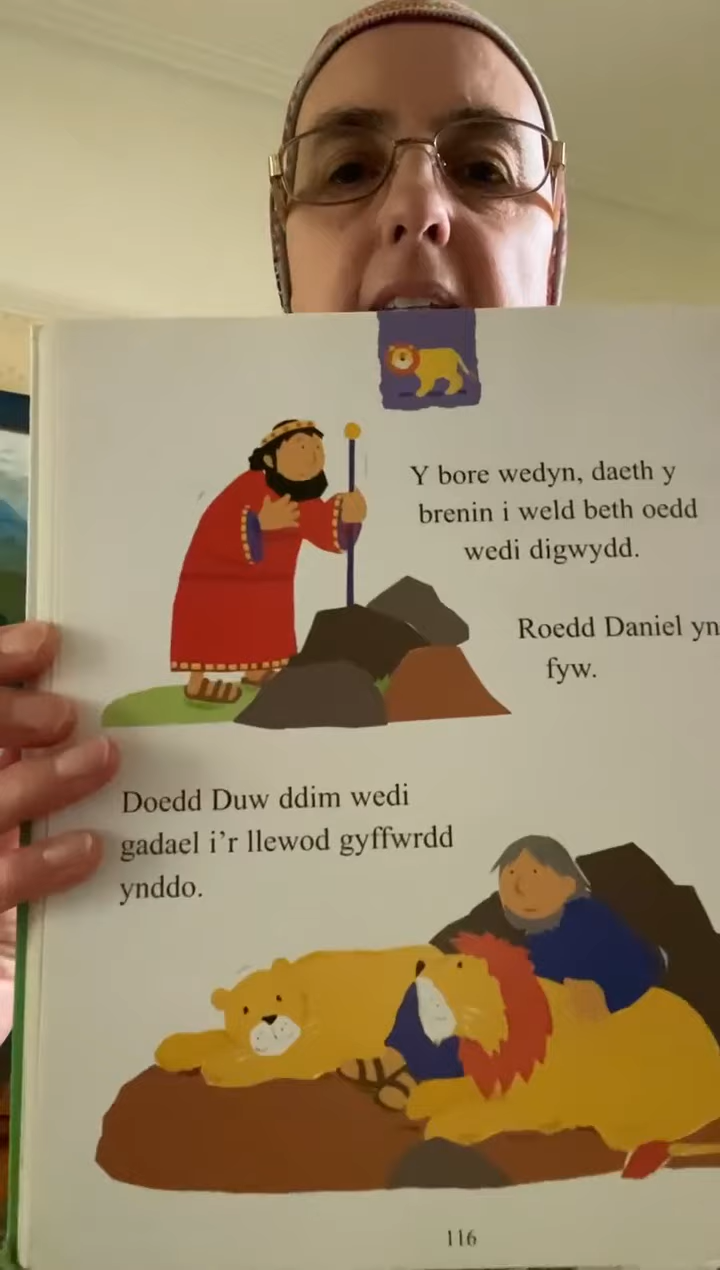 Y bore wedyn, daeth y
brenin i weld beth oedd
wedi digwydd.
Roedd Daniel yn
fyw.
Doedd Duw ddim wedi
gadael i'r llewod gyffwrdd
ynddo.
116